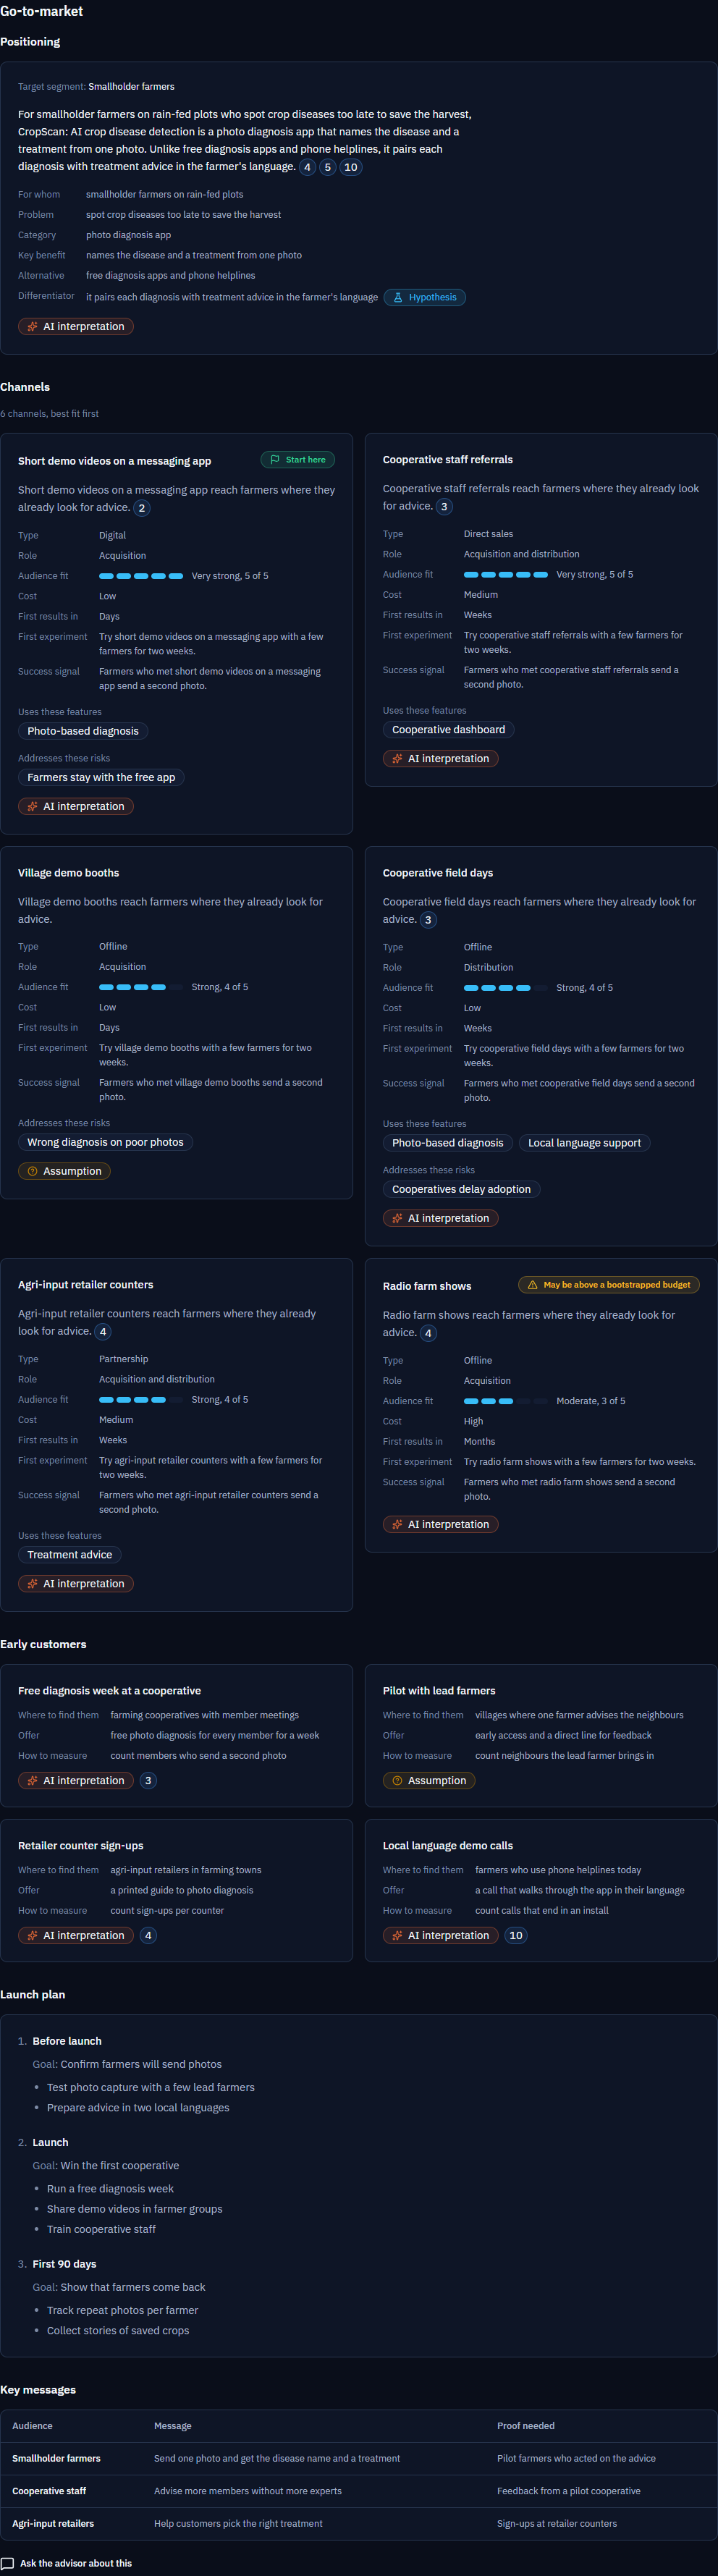 Go-to-market
Positioning
Target segment: Smallholder farmers
For smallholder farmers on rain-fed plots who spot crop diseases too late to save the harvest,
CropScan: AI crop disease detection is a photo diagnosis app that names the disease and a
treatment from one photo. Unlike free diagnosis apps and phone helplines, it pairs each
diagnosis with treatment advice in the farmer's language. 4 5 10
For whom smallholder farmers on rain-fed plots
Problem spot crop diseases too late to save the harvest
Category photo diagnosis app
Key benefit names the disease and a treatment from one photo
Alternative free diagnosis apps and phone helplines
Differentiator it pairs each diagnosis with treatment advice in the farmer's language Hypothesis
AI interpretation
Channels
6 channels, best fit first
Short demo videos on a messaging app Start here
Short demo videos on a messaging app reach farmers where they
already look for advice. 2
Type Digital
Role Acquisition
Audience fit Very strong, 5 of 5
Cost Low
First results in Days
First experiment Try short demo videos on a messaging app with a few
farmers for two weeks.
Success signal Farmers who met short demo videos on a messaging
app send a second photo.
Uses these features
Photo-based diagnosis
Addresses these risks
Farmers stay with the free app
AI interpretation
Cooperative staff referrals
Cooperative staff referrals reach farmers where they already look
for advice. 3
Type Direct sales
Role Acquisition and distribution
Audience fit Very strong, 5 of 5
Cost Medium
First results in Weeks
First experiment Try cooperative staff referrals with a few farmers for
two weeks.
Success signal Farmers who met cooperative staff referrals send a
second photo.
Uses these features
Cooperative dashboard
AI interpretation
Village demo booths
Village demo booths reach farmers where they already look for
advice.
Type Offline
Role Acquisition
Audience fit Strong, 4 of 5
Cost Low
First results in Days
First experiment Try village demo booths with a few farmers for two
weeks.
Success signal Farmers who met village demo booths send a second
photo.
Addresses these risks
Wrong diagnosis on poor photos
Assumption
Cooperative field days
Cooperative field days reach farmers where they already look for
advice. 3
Type Offline
Role Distribution
Audience fit Strong, 4 of 5
Cost Low
First results in Weeks
First experiment Try cooperative field days with a few farmers for two
weeks.
Success signal Farmers who met cooperative field days send a second
photo.
Uses these features
Photo-based diagnosis Local language support
Addresses these risks
Cooperatives delay adoption
AI interpretation
Agri-input retailer counters
Agri-input retailer counters reach farmers where they already
look for advice. 4
Type Partnership
Role Acquisition and distribution
Audience fit Strong, 4 of 5
Cost Medium
First results in Weeks
First experiment Try agri-input retailer counters with a few farmers for
two weeks.
Success signal Farmers who met agri-input retailer counters send a
second photo.
Uses these features
Treatment advice
AI interpretation
Radio farm shows May be above a bootstrapped budget
Radio farm shows reach farmers where they already look for
advice. 4
Type Offline
Role Acquisition
Audience fit Moderate, 3 of 5
Cost High
First results in Months
First experiment Try radio farm shows with a few farmers for two weeks.
Success signal Farmers who met radio farm shows send a second
photo.
AI interpretation
Early customers
Free diagnosis week at a cooperative
Where to find them farming cooperatives with member meetings
Offer free photo diagnosis for every member for a week
How to measure count members who send a second photo
AI interpretation 3
Pilot with lead farmers
Where to find them villages where one farmer advises the neighbours
Offer early access and a direct line for feedback
How to measure count neighbours the lead farmer brings in
Assumption
Retailer counter sign-ups
Where to find them agri-input retailers in farming towns
Offer a printed guide to photo diagnosis
How to measure count sign-ups per counter
AI interpretation 4
Local language demo calls
Where to find them farmers who use phone helplines today
Offer a call that walks through the app in their language
How to measure count calls that end in an install
AI interpretation 10
Launch plan
1. Before launch
Goal: Confirm farmers will send photos
• Test photo capture with a few lead farmers
• Prepare advice in two local languages
2. Launch
Goal: Win the first cooperative
• Run a free diagnosis week
• Share demo videos in farmer groups
• Train cooperative staff
3. First 90 days
Goal: Show that farmers come back
• Track repeat photos per farmer
• Collect stories of saved crops
Key messages
Audience Message Proof needed
Smallholder farmers Send one photo and get the disease name and a treatment Pilot farmers who acted on the advice
Cooperative staff Advise more members without more experts Feedback from a pilot cooperative
Agri-input retailers Help customers pick the right treatment Sign-ups at retailer counters
Ask the advisor about this